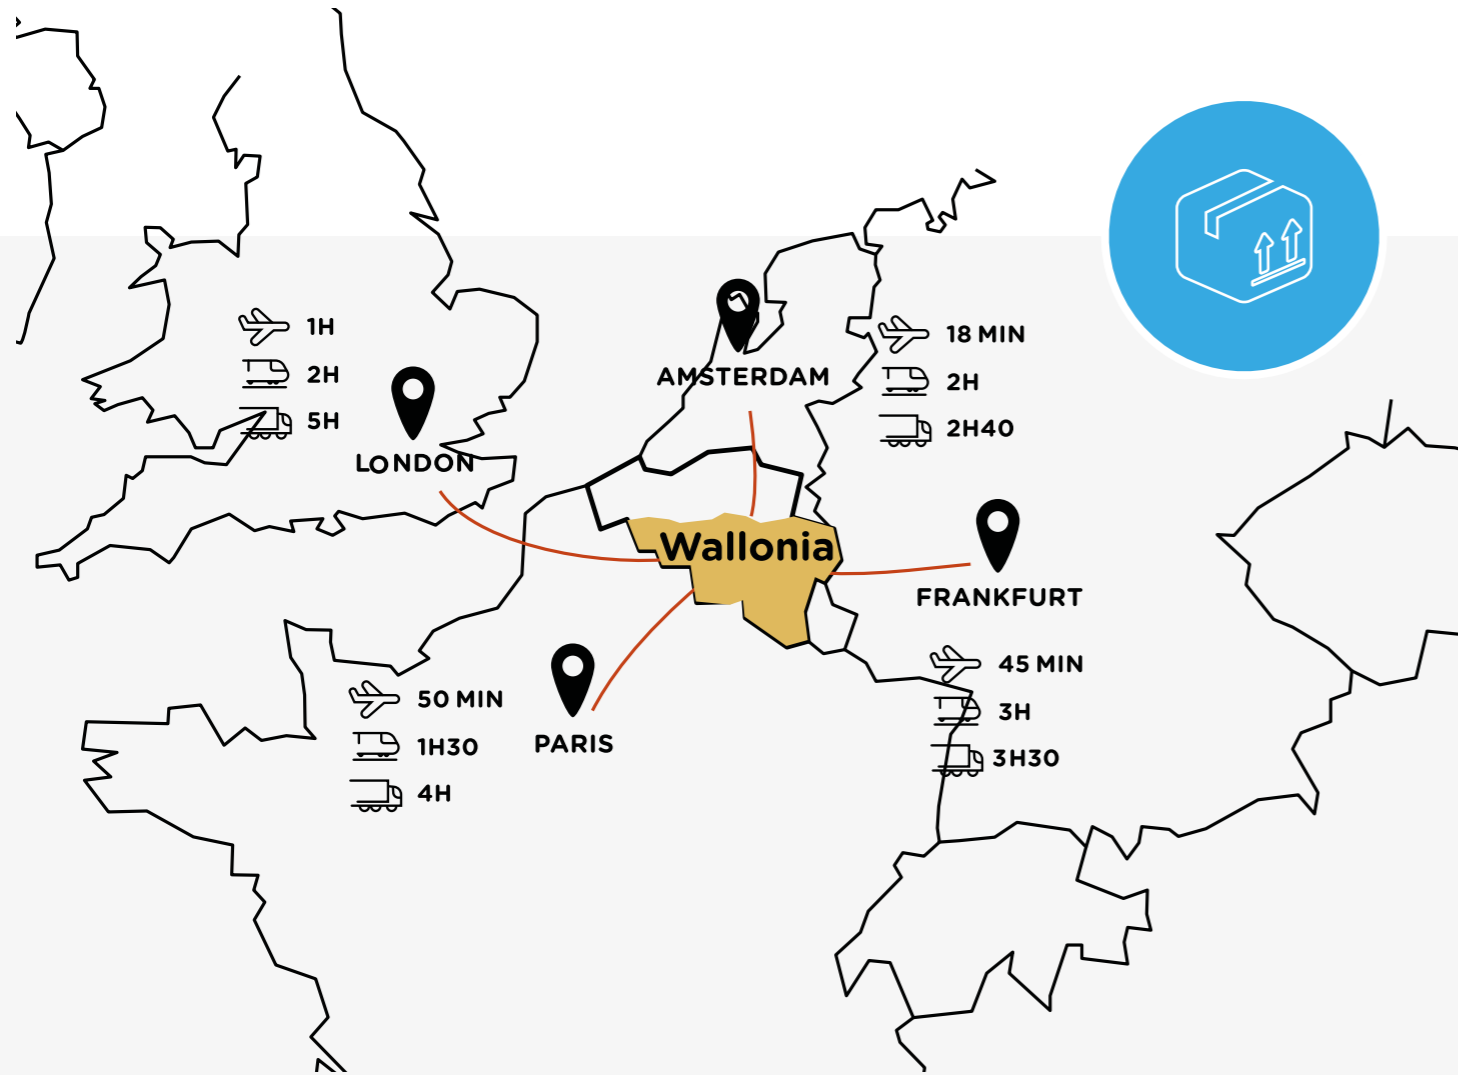 1H
2H
5H
LONDON
AMSTERDAM
18 MIN
2H
2H40
Wallonia
FRANKFURT
45 MIN
3H
3H30
50 MIN
1H30
4H
PARIS